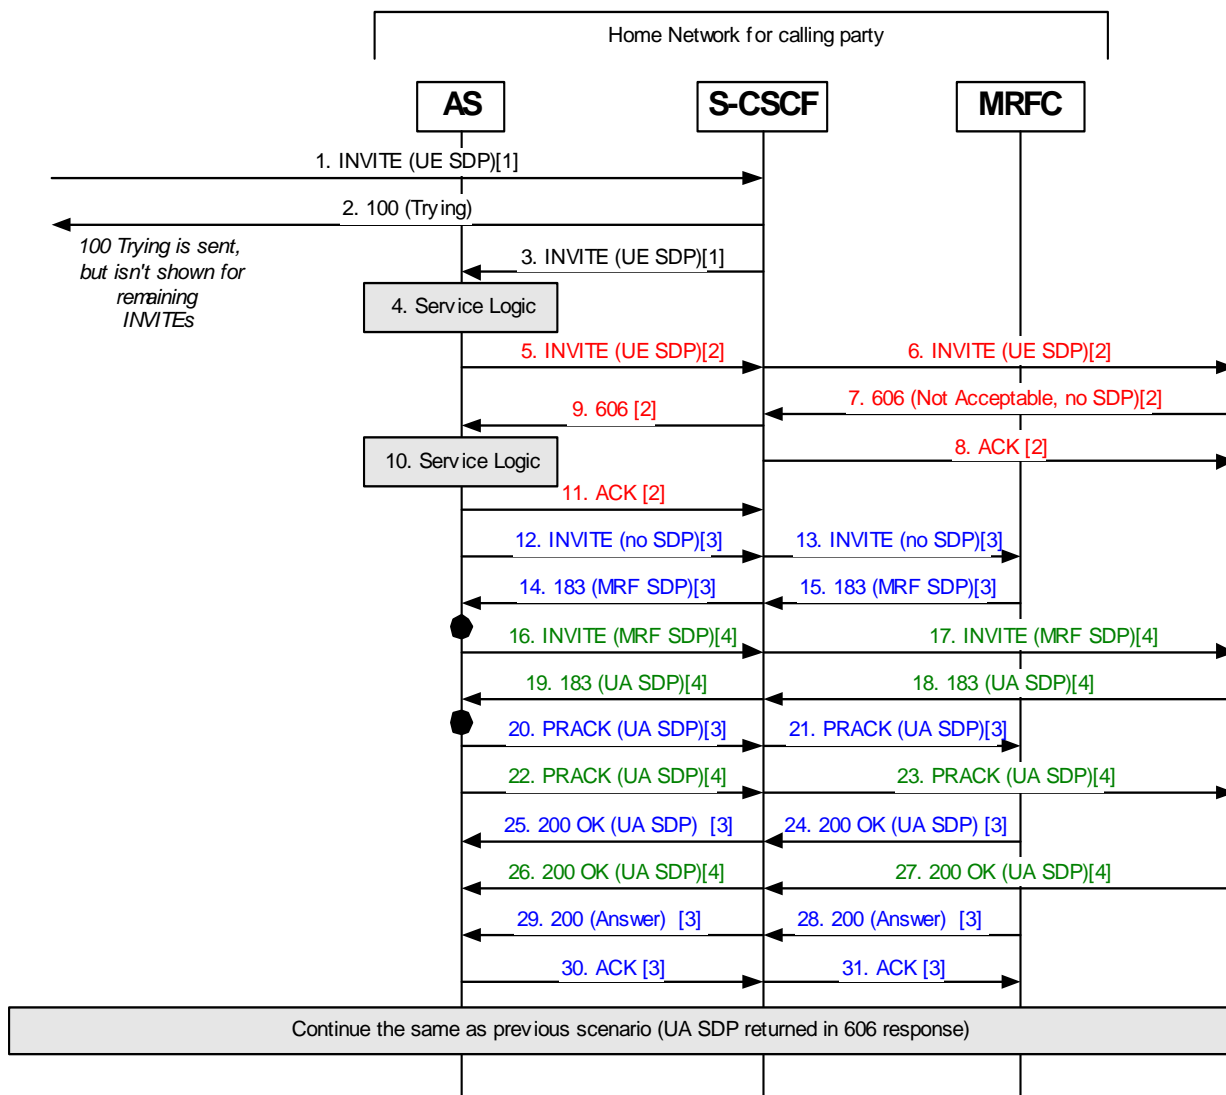 Home Network for calling party
AS
S-CSCF
MRFC
1. INVITE (UE SDP)[1]
2. 100 (Trying)
100 Trying is sent,
but isn't shown for
remaining
INVITEs
3. INVITE (UE SDP)[1]
4. Service Logic
5. INVITE (UE SDP)[2]
6. INVITE (UE SDP)[2]
7. 606 (Not Acceptable, no SDP)[2]
9. 606 [2]
10. Service Logic
8. ACK [2]
11. ACK [2]
12. INVITE (no SDP)[3]
13. INVITE (no SDP)[3]
14. 183 (MRF SDP)[3]
15. 183 (MRF SDP)[3]
16. INVITE (MRF SDP)[4]
17. INVITE (MRF SDP)[4]
19. 183 (UA SDP)[4]
18. 183 (UA SDP)[4]
20. PRACK (UA SDP)[3]
21. PRACK (UA SDP)[3]
22. PRACK (UA SDP)[4]
23. PRACK (UA SDP)[4]
25. 200 OK (UA SDP) [3]
24. 200 OK (UA SDP) [3]
26. 200 OK (UA SDP)[4]
27. 200 OK (UA SDP)[4]
29. 200 (Answer) [3]
28. 200 (Answer) [3]
30. ACK [3]
31. ACK [3]
Continue the same as previous scenario (UA SDP returned in 606 response)